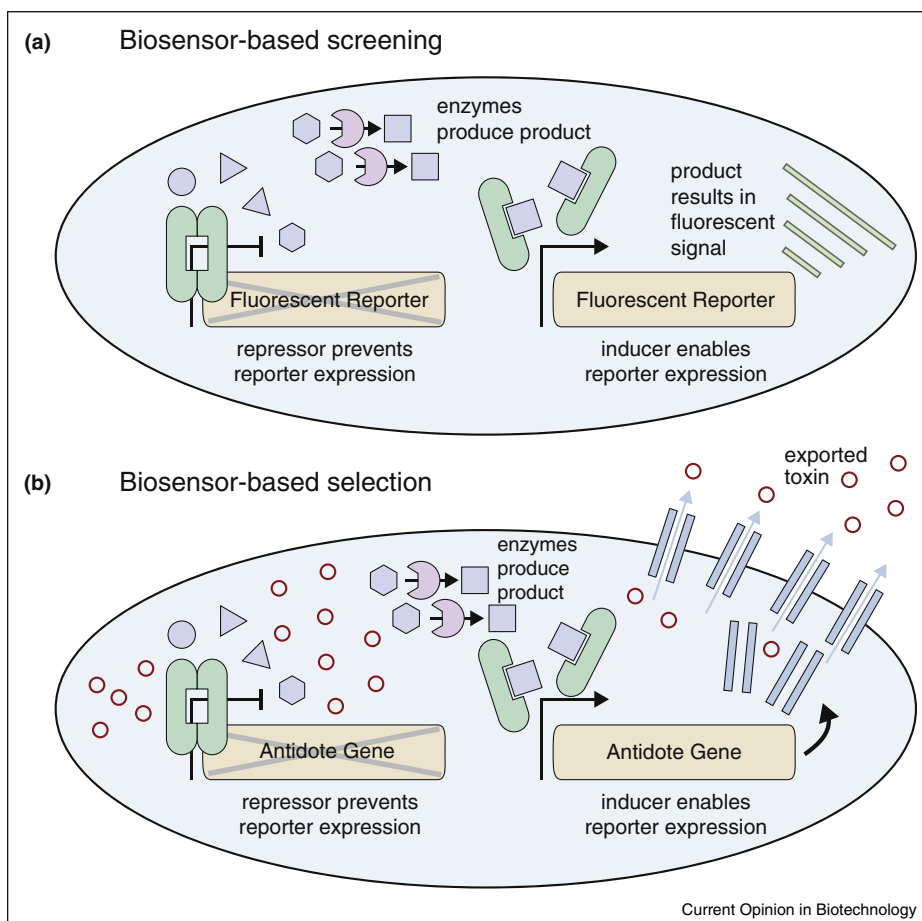 (a) Biosensor-based screening
enzymes
produce product
product
results in
fluorescent
signal
Fluorescent Reporter
Fluorescent Reporter
repressor prevents
reporter expression
inducer enables
reporter expression
(b) Biosensor-based selection
exported
toxin
enzymes
produce
product
Antidote Gene
Antidote Gene
repressor prevents
reporter expression
inducer enables
reporter expression
Current Opinion in Biotechnology